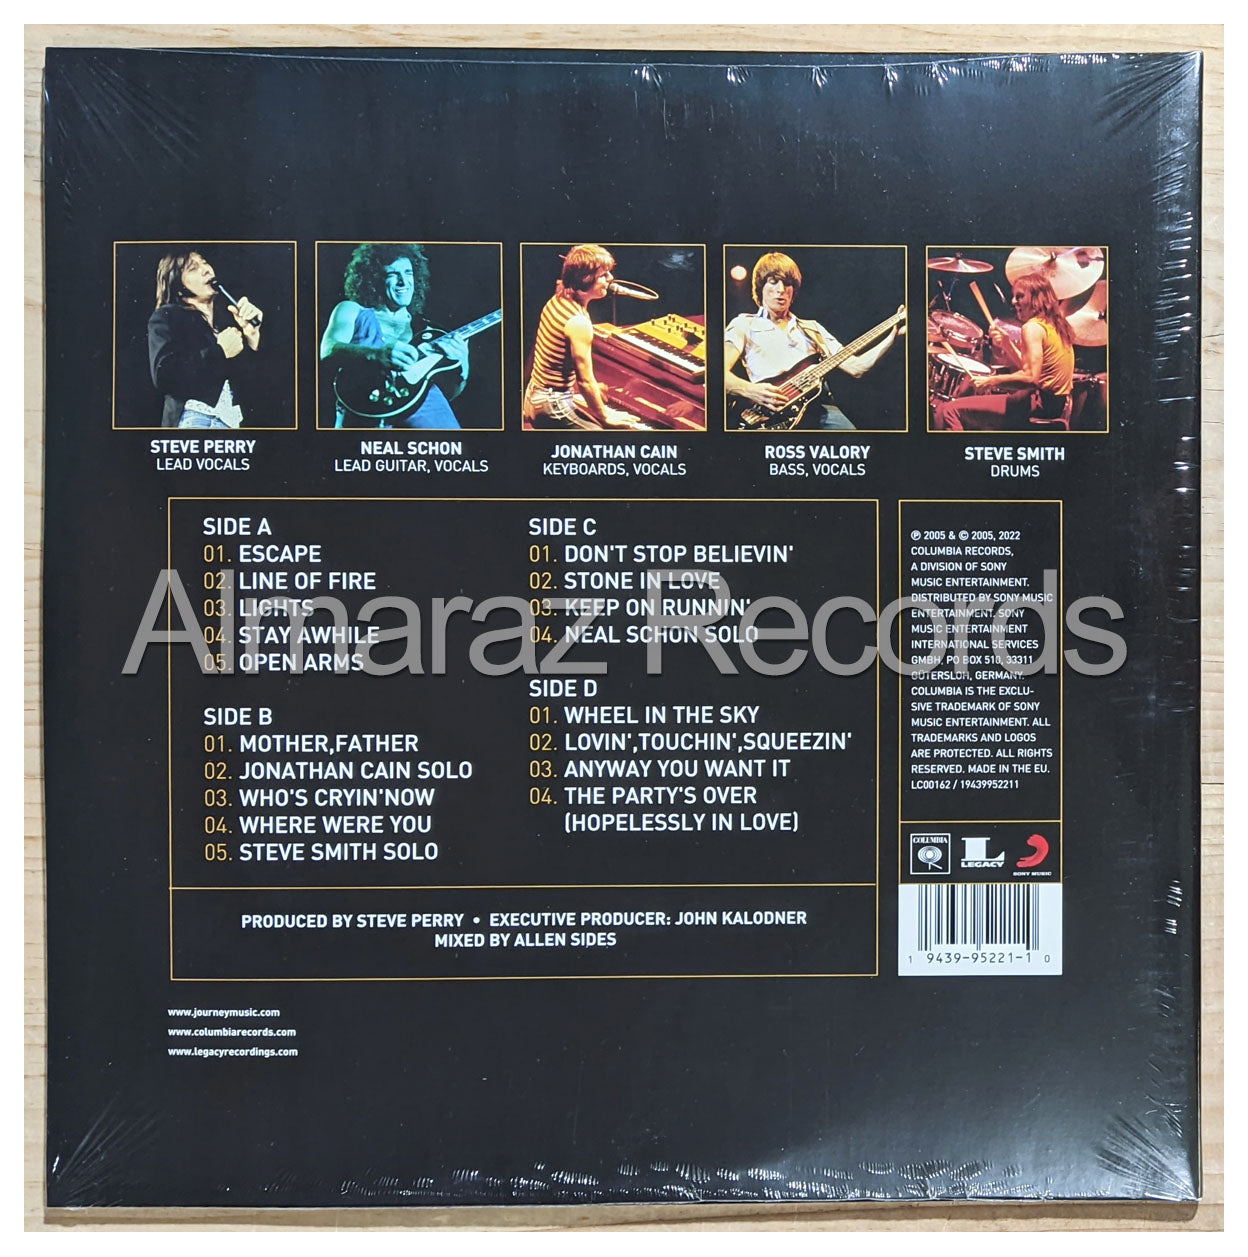 STEVE PERRY
LEAD VOCALS
NEAL SCHON
LEAD GUITAR, VOCALS
JONATHAN CAIN
KEYBOARDS, VOCALS
ROSS VALORY
BASS, VOCALS
STEVE SMITH
DRUMS
SIDE A
01. ESCAPE
02. LINE OF FIRE
03. LIGHTS
04. STAY AWHILE
05. OPEN ARMS
SIDE B
01. MOTHER,FATHER
02. JONATHAN CAIN SOLO
03. WHO'S CRYIN'NOW
04. WHERE WERE YOU
05. STEVE SMITH SOLO
SIDE C
01. DON'T STOP BELIEVIN'
02. STONE IN LOVE
03. KEEP ON RUNNIN'
04. NEAL SCHON SOLO
SIDE D
01. WHEEL IN THE SKY
02. LOVIN',TOUCHIN',SQUEEZIN'
03. ANYWAY YOU WANT IT
04. THE PARTY'S OVER
(HOPELESSLY IN LOVE)
Almaraz Records
℗ 2005 & © 2005, 2022
COLUMBIA RECORDS,
A DIVISION OF SONY
MUSIC ENTERTAINMENT.
DISTRIBUTED BY SONY MUSIC
ENTERTAINMENT. SONY
MUSIC ENTERTAINMENT
INTERNATIONAL SERVICES
GMBH, PO BOX 510, 33311
GÜTERSLOH, GERMANY.
COLUMBIA IS THE EXCLU-
SIVE TRADEMARK OF SONY
MUSIC ENTERTAINMENT. ALL
TRADEMARKS AND LOGOS
ARE PROTECTED. ALL RIGHTS
RESERVED. MADE IN THE EU.
LC00162 / 19439952211
COLUMBIA
L
LEGACY
SONY MUSIC
1 9439-95221-1 0
PRODUCED BY STEVE PERRY • EXECUTIVE PRODUCER: JOHN KALODNER
MIXED BY ALLEN SIDES
www.journeymusic.com
www.columbiarecords.com
www.legacyrecordings.com